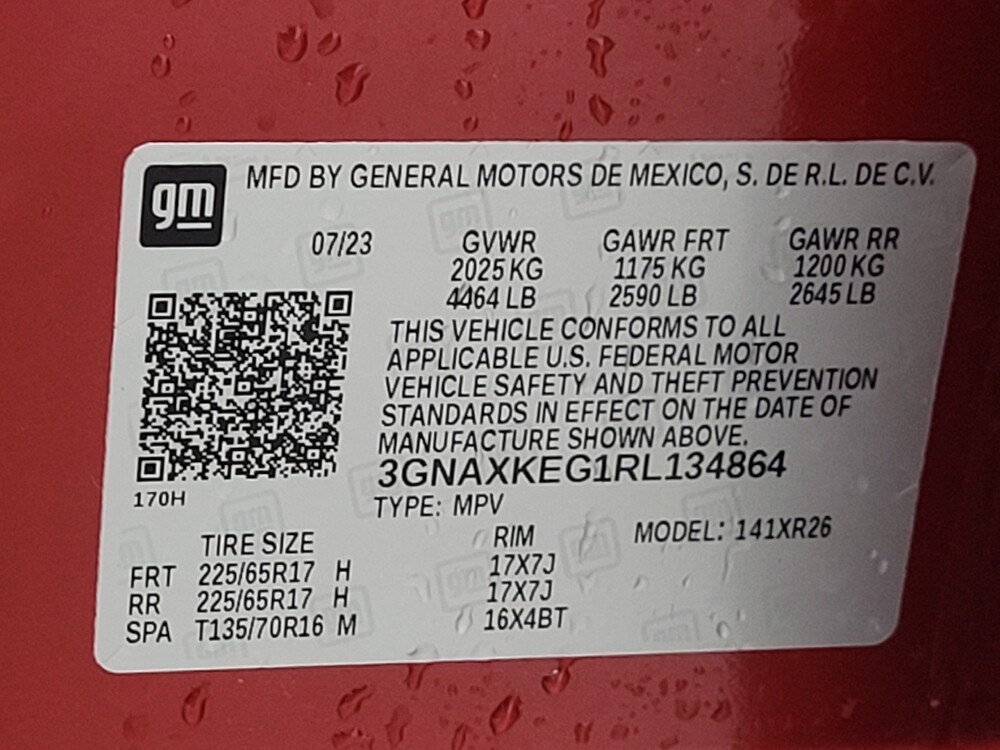 gm
MFD BY GENERAL MOTORS DE MEXICO, S. DE R.L. DE C.V.
07/23 GVWR GAWR FRT GAWR RR
2025 KG 1175 KG 1200 KG
4464 LB 2590 LB 2645 LB
THIS VEHICLE CONFORMS TO ALL
APPLICABLE U.S. FEDERAL MOTOR
VEHICLE SAFETY AND THEFT PREVENTION
STANDARDS IN EFFECT ON THE DATE OF
MANUFACTURE SHOWN ABOVE.
3GNAXKEG1RL134864
170H
TYPE: MPV
MODEL: 141XR26
TIRE SIZE RIM
FRT 225/65R17 H 17X7J
RR 225/65R17 H 17X7J
SPA T135/70R16 M 16X4BT